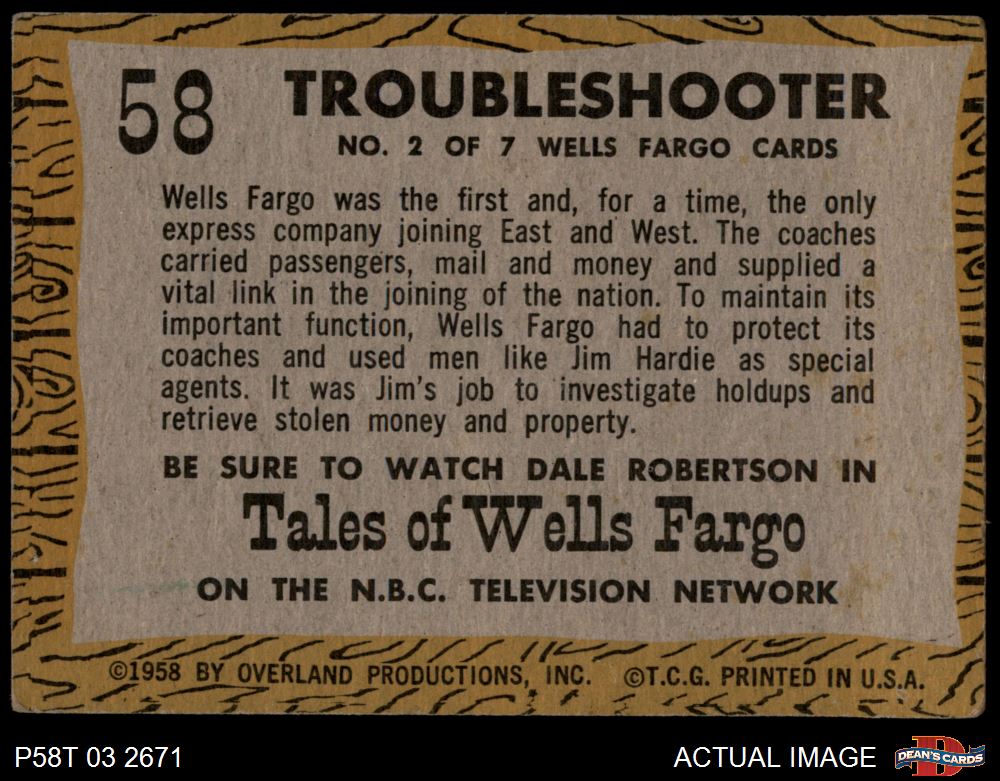 58
TROUBLESHOOTER
NO. 2 OF 7 WELLS FARGO CARDS
Wells Fargo was the first and, for a time, the only
express company joining East and West. The coaches
carried passengers, mail and money and supplied a
vital link in the joining of the nation. To maintain its
important function, Wells Fargo had to protect its
coaches and used men like Jim Hardie as special
agents. It was Jim's job to investigate holdups and
retrieve stolen money and property.
BE SURE TO WATCH DALE ROBERTSON IN
Tales of Wells Fargo
ON THE N.B.C. TELEVISION NETWORK
©1958 BY OVERLAND PRODUCTIONS, INC. ©T.C.G. PRINTED IN U.S.A.
P58T 03 2671 ACTUAL IMAGE
D
DEAN'S CARDS